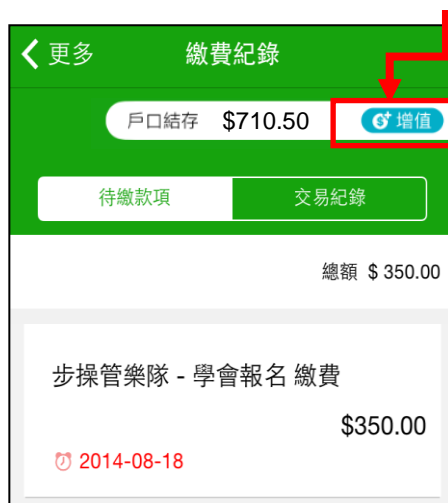 更多 繳費紀錄
戶口結存 $710.50 增值
待繳款項 交易紀錄
總額 $ 350.00
步操管樂隊 - 學會報名 繳費
$350.00
2014-08-18